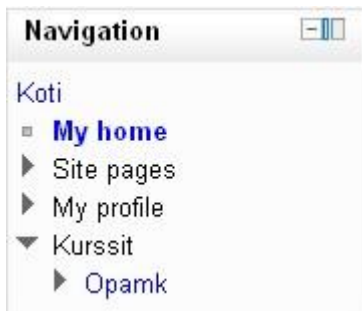 Navigation
Koti
My home
Site pages
My profile
Kurssit
Opamk